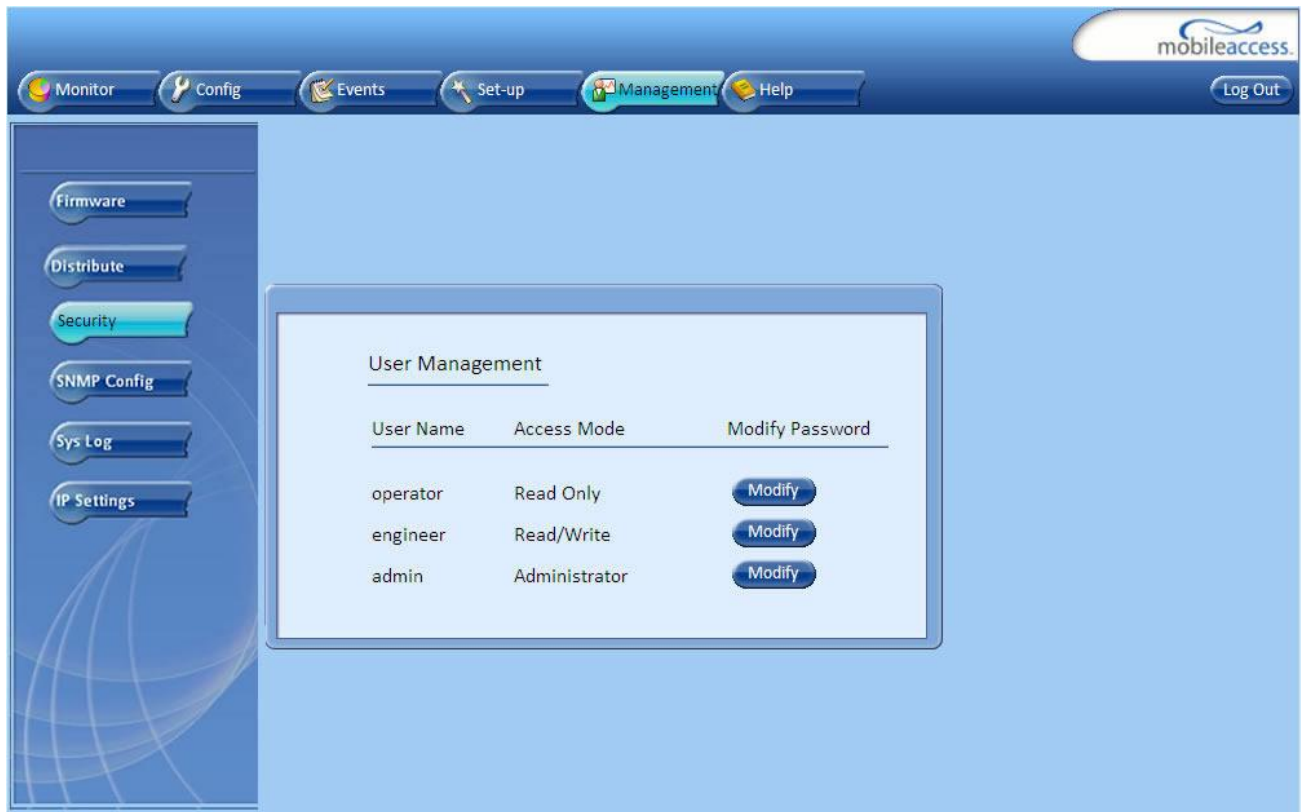 mobileaccess.
Monitor Config Events Set-up Management Help Log Out
Firmware
Distribute
Security
SNMP Config
Sys Log
IP Settings
User Management
User Name Access Mode Modify Password
operator Read Only Modify
engineer Read/Write Modify
admin Administrator Modify